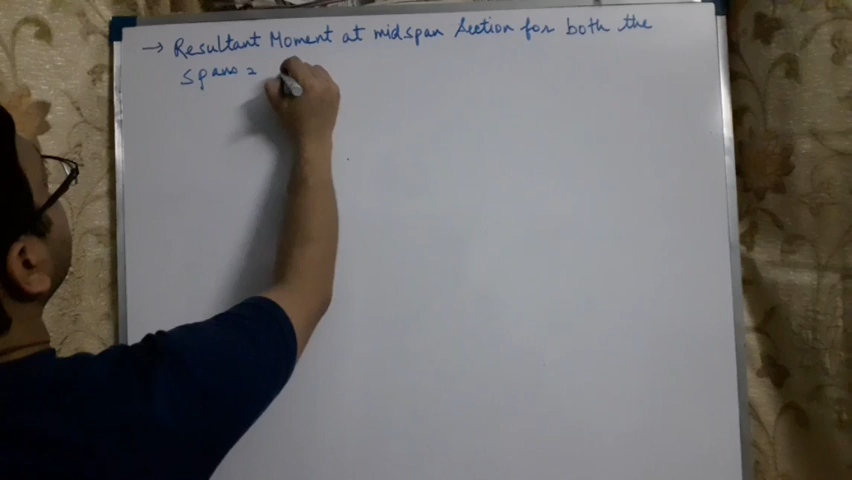 → Resultant Moment at midspan Section for both the
spans =